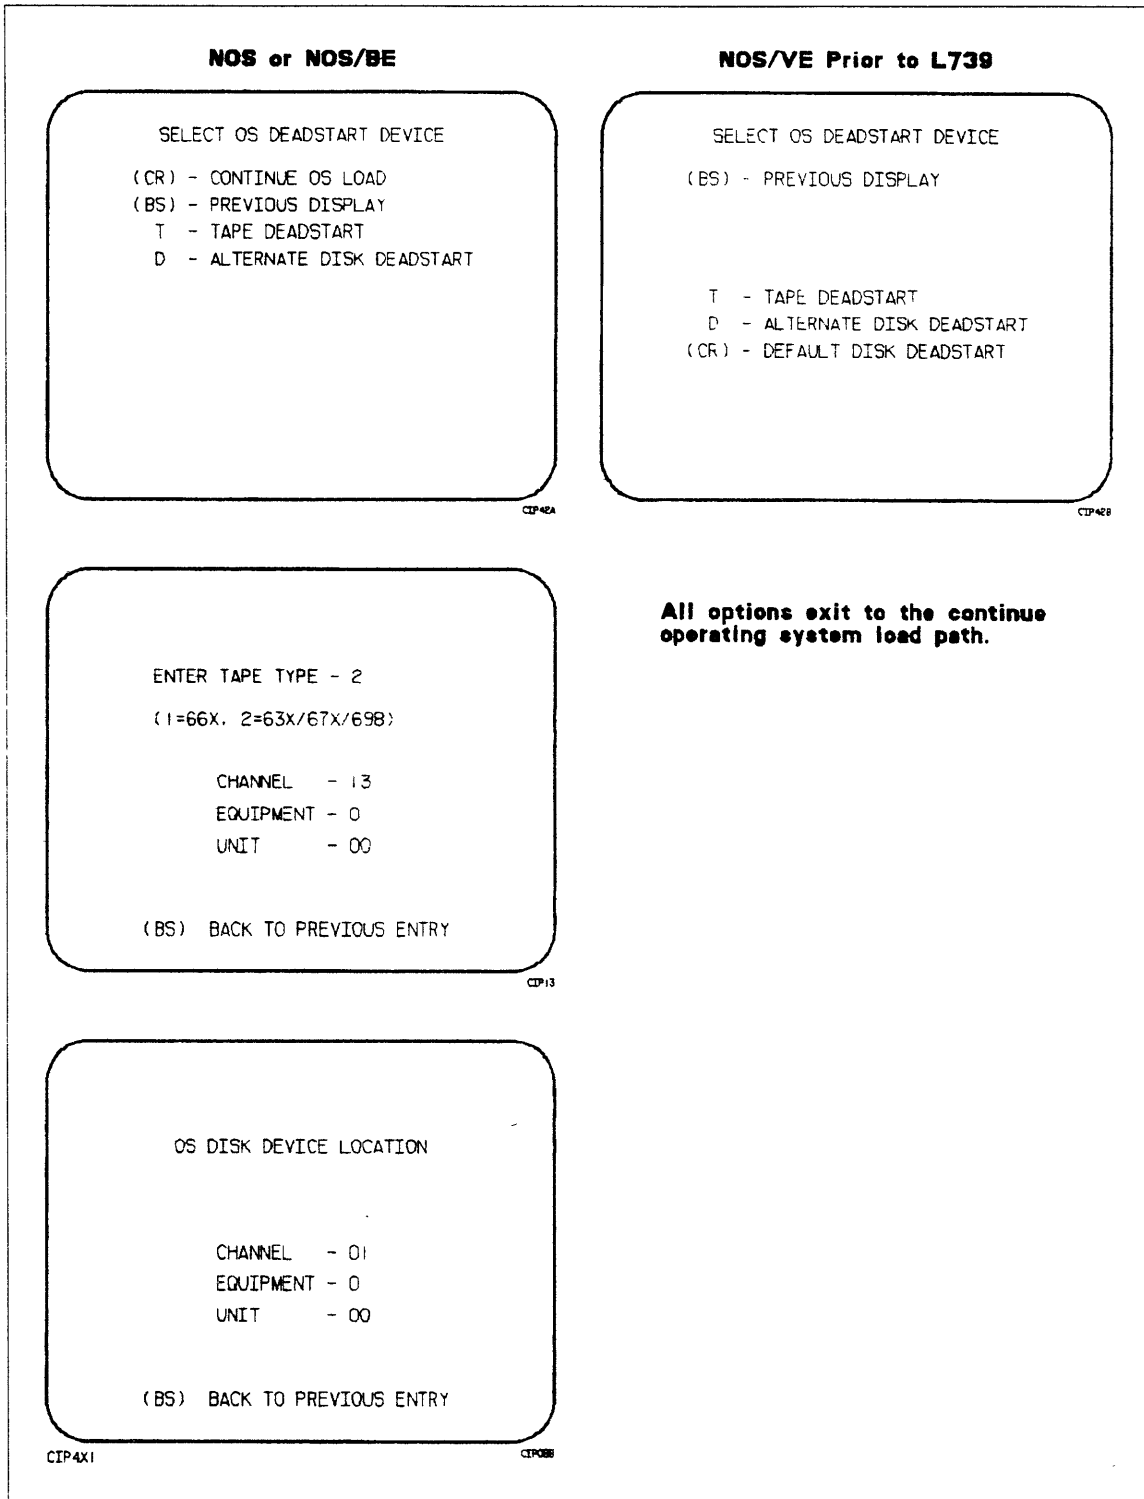 NOS or NOS/BE
SELECT OS DEADSTART DEVICE
(CR) - CONTINUE OS LOAD
(BS) - PREVIOUS DISPLAY
T - TAPE DEADSTART
D - ALTERNATE DISK DEADSTART
CIP42A
NOS/VE Prior to L739
SELECT OS DEADSTART DEVICE
(BS) - PREVIOUS DISPLAY
T - TAPE DEADSTART
D - ALTERNATE DISK DEADSTART
(CR) - DEFAULT DISK DEADSTART
CIP42B
ENTER TAPE TYPE - 2
(1=66X, 2=63X/67X/698)
CHANNEL - 13
EQUIPMENT - 0
UNIT - 00
(BS) BACK TO PREVIOUS ENTRY
CIP13
All options exit to the continue
operating system load path.
OS DISK DEVICE LOCATION
CHANNEL - 01
EQUIPMENT - 0
UNIT - 00
(BS) BACK TO PREVIOUS ENTRY
CIP4X1